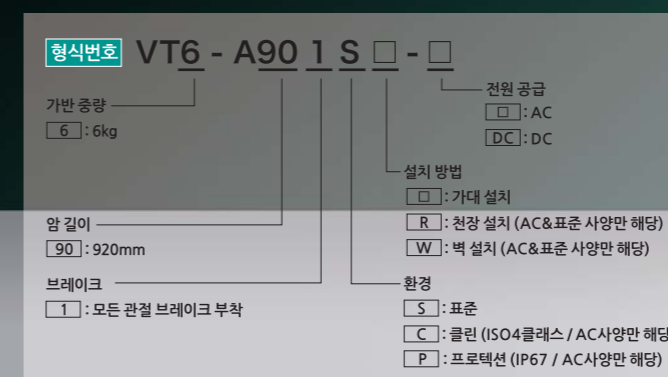 형식번호 VT6 - A90 1 S □ - □
가반 중량
6 : 6kg
암 길이
90 : 920mm
브레이크
1 : 모든 관절 브레이크 부착
전원 공급
□ : AC
DC : DC
설치 방법
□ : 가대 설치
R : 천장 설치 (AC&표준 사양만 해당)
W : 벽 설치 (AC&표준 사양만 해당)
환경
S : 표준
C : 클린 (ISO4클래스 / AC사양만 해당
P : 프로텍션 (IP67 / AC사양만 해당)